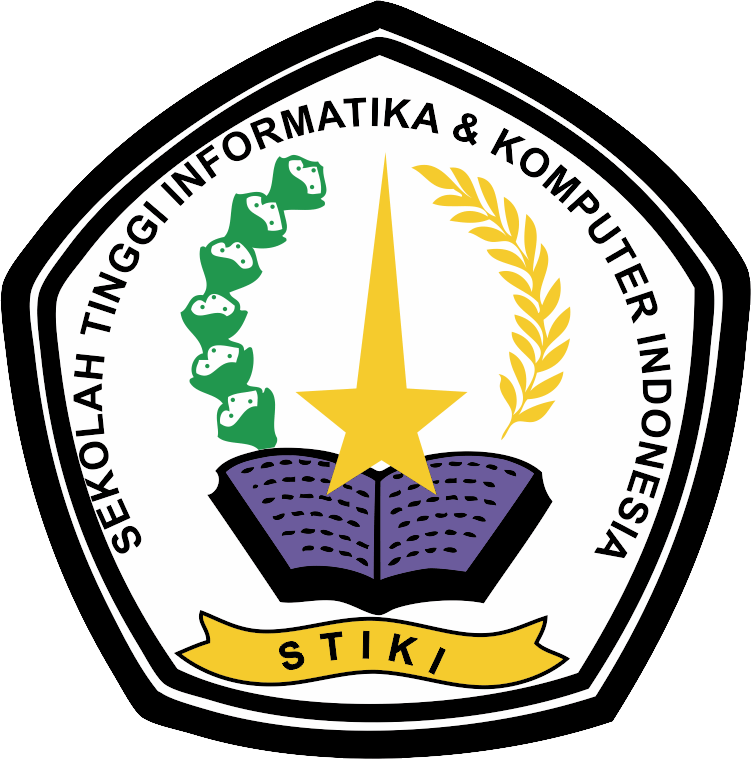 SEKOLAH TINGGI INFORMATIKA & KOMPUTER INDONESIA
STIKI